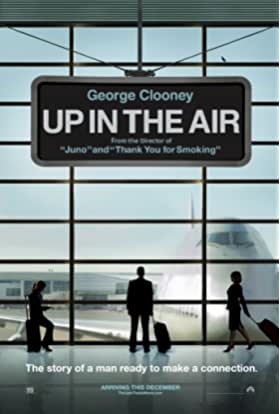 George Clooney
UP IN THE AIR
From the Director of
"Juno" and "Thank You for Smoking"
The story of a man ready to make a connection.
ARRIVING THIS DECEMBER